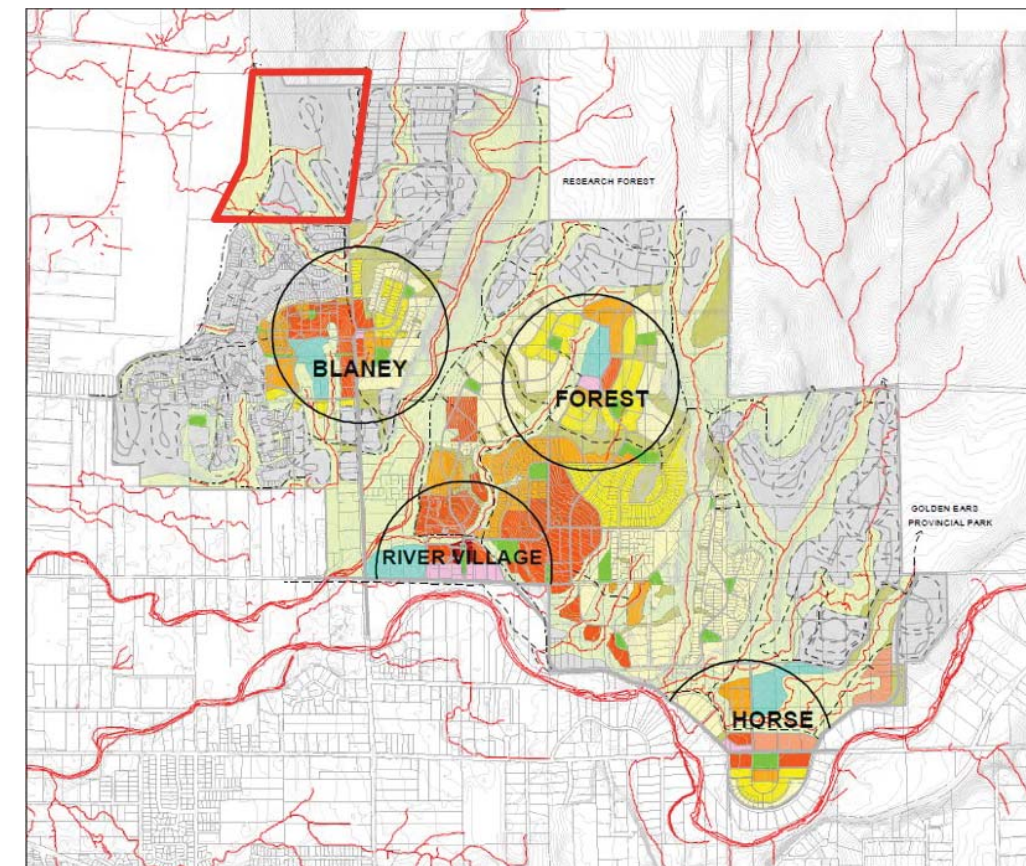 RESEARCH FOREST
BLANEY
FOREST
GOLDEN EARS
PROVINCIAL PARK
RIVER VILLAGE
HORSE